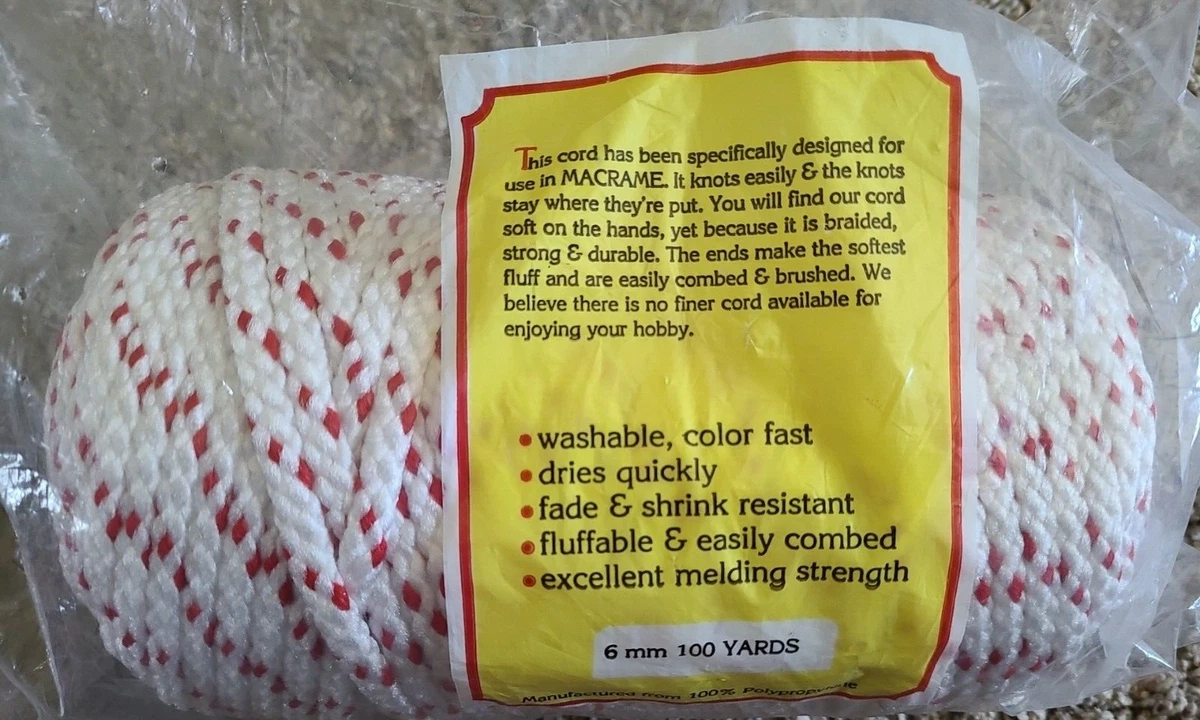 This cord has been specifically designed for
use in MACRAME. It knots easily & the knots
stay where they're put. You will find our cord
soft on the hands, yet because it is braided,
strong & durable. The ends make the softest
fluff and are easily combed & brushed. We
believe there is no finer cord available for
enjoying your hobby.
• washable, color fast
• dries quickly
• fade & shrink resistant
• fluffable & easily combed
• excellent melding strength
6 mm 100 YARDS
Manufactured from 100% Polypropylene